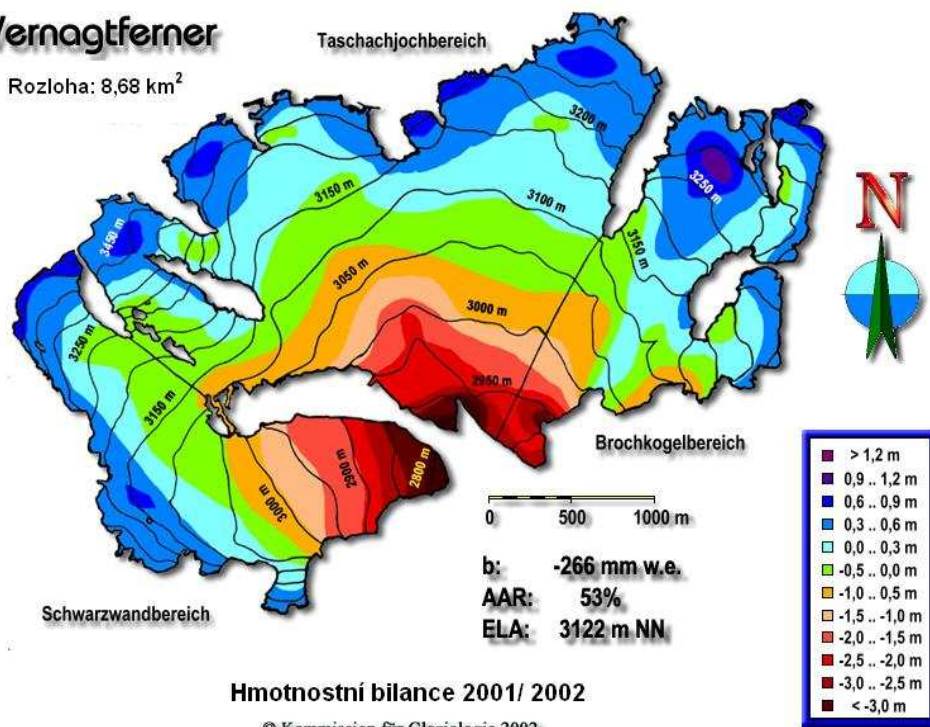 Vernagtferner
Taschachjochbereich
Rozloha: 8,68 km²
3200 m
3250 m
3150 m
3100 m
3450 m
3150 m
3050 m
3000 m
3250 m
2950 m
3150 m
Brochkogelbereich
2900 m
2800 m
3000 m
N
0 500 1000 m
b: -266 mm w.e.
AAR: 53%
ELA: 3122 m NN
Schwarzwandbereich
> 1,2 m
0,9 .. 1,2 m
0,6 .. 0,9 m
0,3 .. 0,6 m
0,0 .. 0,3 m
-0,5 .. 0,0 m
-1,0 .. 0,5 m
-1,5 .. -1,0 m
-2,0 .. -1,5 m
-2,5 .. -2,0 m
-3,0 .. -2,5 m
< -3,0 m
Hmotnostní bilance 2001/ 2002
© Kommission für Glaziologie 2002